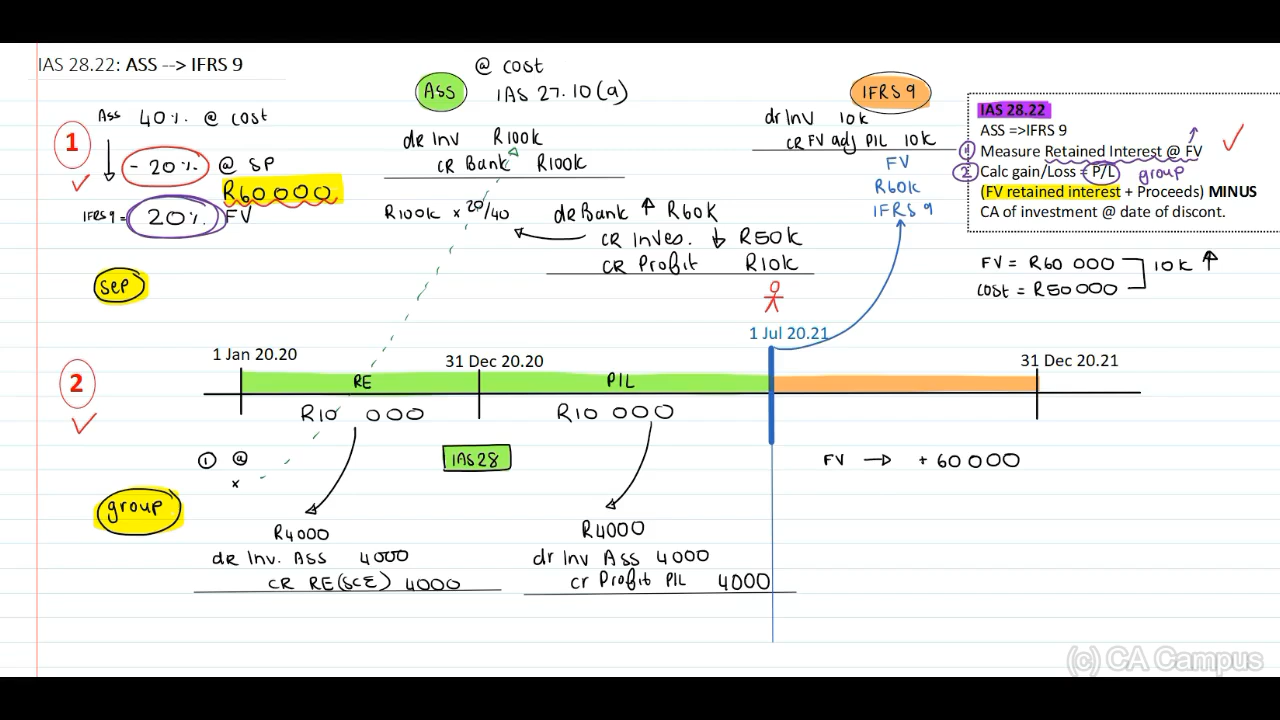 IAS 28.22: ASS --> IFRS 9
@ cost
ASS
IAS 27.10(a)
IFRS 9
Ass 40% @ cost
1
- 20% @ SP
R60 000
IFRS 9 = 20% FV
dr Inv R100k
cr Bank R100k
R100k x 20/40
dr Bank ↑ R60k
cr Inves. ↓ R50k
cr Profit R10k
dr Inv 10k
cr FV adj P/L 10k
FV
R60k
IFRS 9
IAS 28.22
ASS =>IFRS 9
1 Measure Retained Interest @ FV
2 Calc gain/Loss = P/L group
(FV retained interest + Proceeds) MINUS
CA of investment @ date of discont.
FV = R60 000
10k ↑
COST = R50 000
sep
1 Jul 20.21
1 Jan 20.20
31 Dec 20.20
31 Dec 20.21
2
RE
P/L
R10 000
R10 000
1 @
x
IAS 28
FV → + 60 000
group
R4000
R4000
dr Inv. Ass 4000
dr Inv Ass 4000
cr RE(SCE) 4000
cr Profit P/L 4000
(c) CA Campus